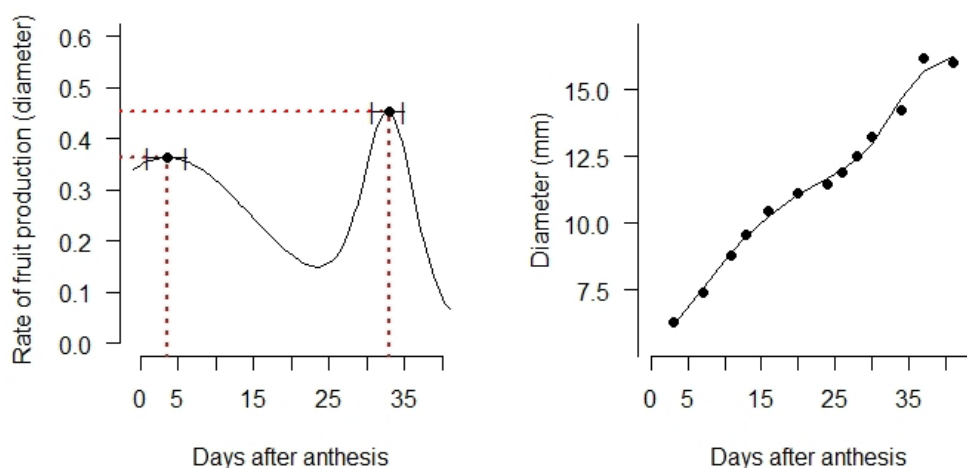 Rate of fruit production (diameter)
0.6
0.5
0.4
0.3
0.2
0.1
0.0
0 5 15 25 35
Days after anthesis
Diameter (mm)
15.0
12.5
10.0
7.5
0 5 15 25 35
Days after anthesis